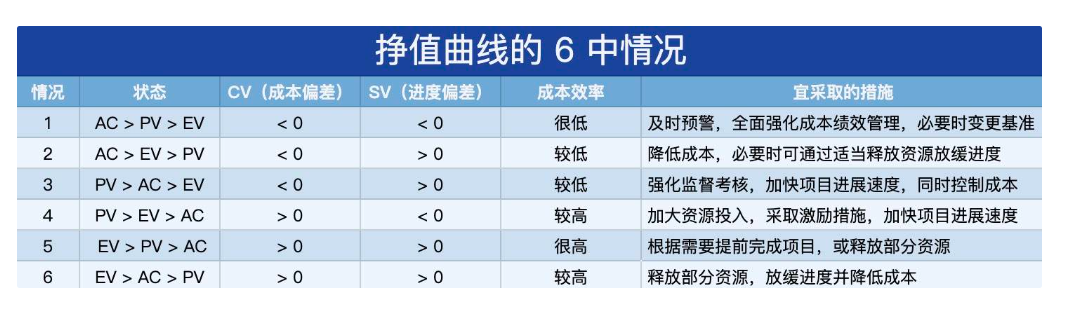 挣值曲线的 6 中情况
情况 状态 CV（成本偏差） SV（进度偏差） 成本效率 宜采取的措施
1 AC > PV > EV < 0 < 0 很低 及时预警，全面强化成本绩效管理，必要时变更基准
2 AC > EV > PV < 0 > 0 较低 降低成本，必要时可通过适当释放资源放缓进度
3 PV > AC > EV < 0 > 0 较低 强化监督考核，加快项目进展速度，同时控制成本
4 PV > EV > AC > 0 < 0 较高 加大资源投入，采取激励措施，加快项目进展速度
5 EV > PV > AC > 0 > 0 很高 根据需要提前完成项目，或释放部分资源
6 EV > AC > PV > 0 > 0 较高 释放部分资源，放缓进度并降低成本